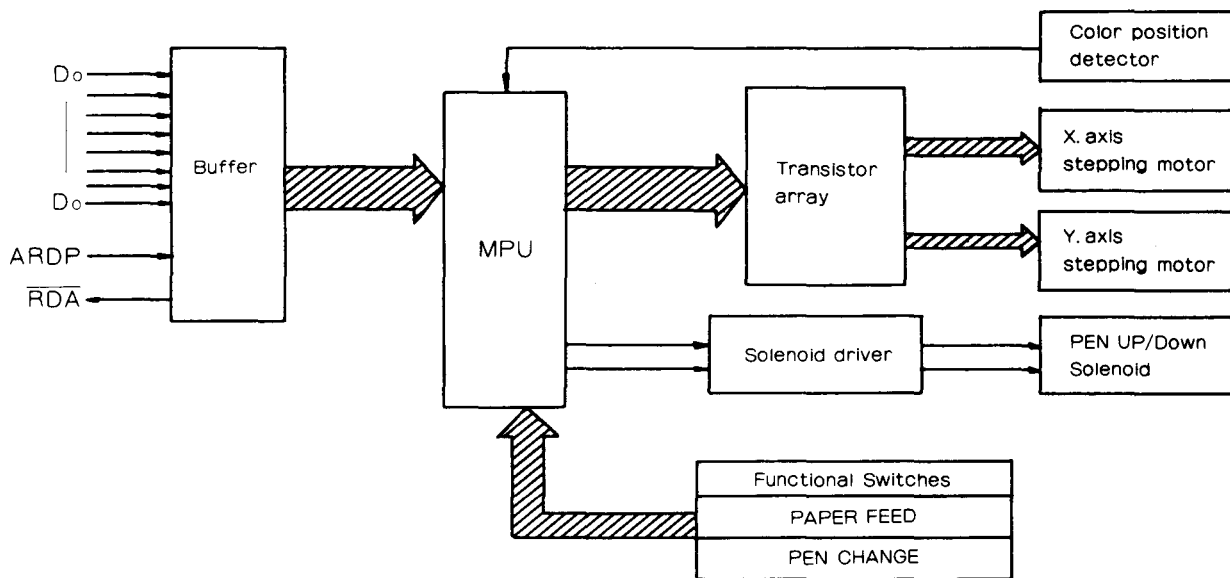 Color position
detector
Do
Do
ARDP
RDA
Buffer
MPU
Transistor
array
X. axis
stepping motor
Y. axis
stepping motor
Solenoid driver
PEN UP/Down
Solenoid
Functional Switches
PAPER FEED
PEN CHANGE